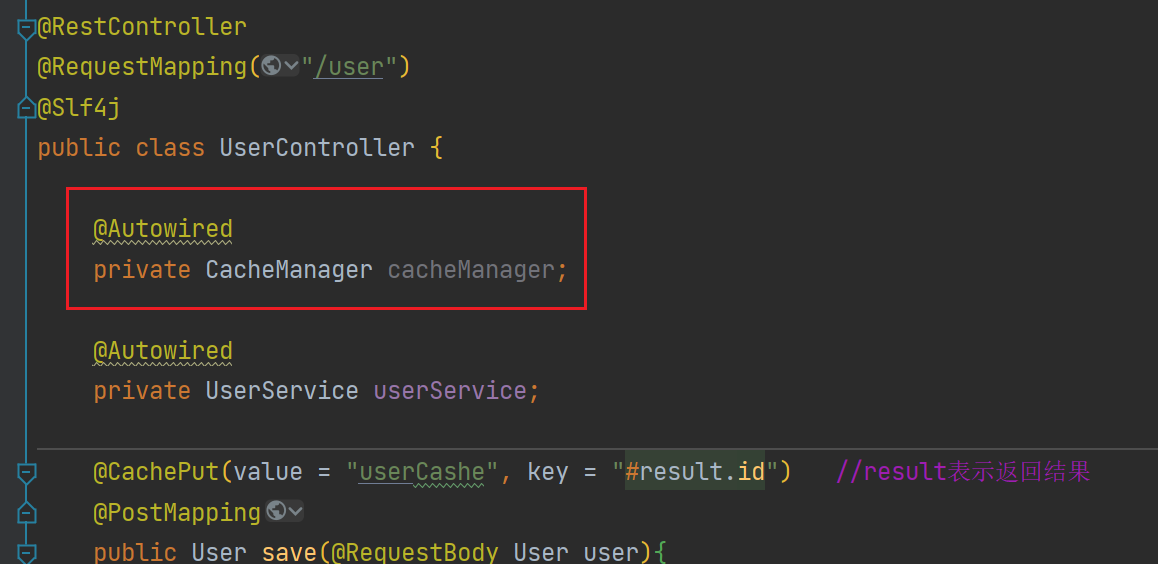 @RestController
@RequestMapping("/user")
@Slf4j
public class UserController {
@Autowired
private CacheManager cacheManager;
@Autowired
private UserService userService;
@CachePut(value = "userCashe", key = "#result.id") //result表示返回结果
@PostMapping
public User save(@RequestBody User user){